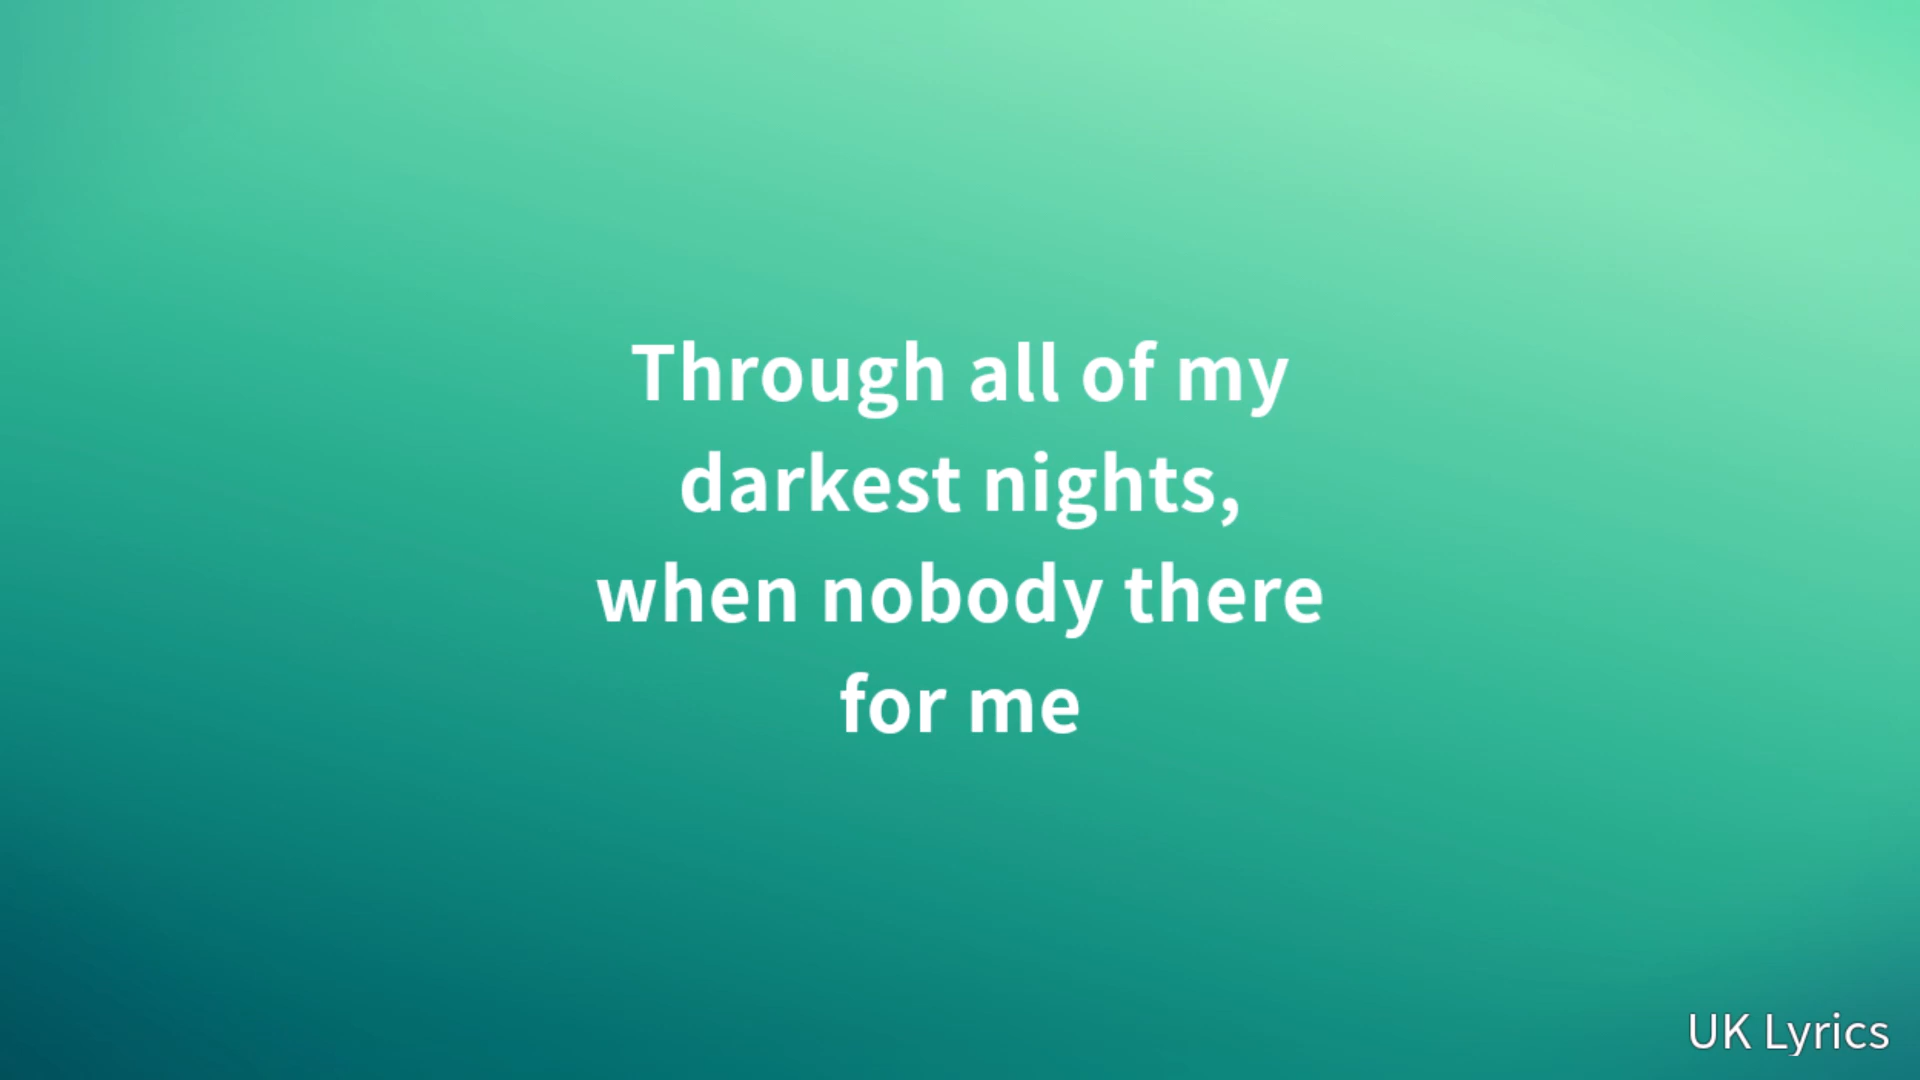 Through all of my
darkest nights,
when nobody there
for me
UK Lyrics